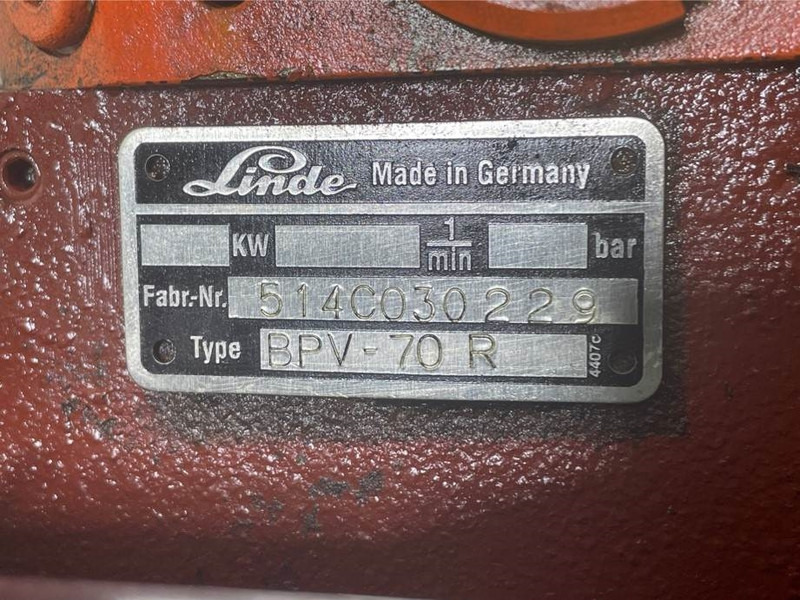 Linde Made in Germany
KW 1/min bar
Fabr.-Nr. 514C030229
Type BPV-70 R
4407c